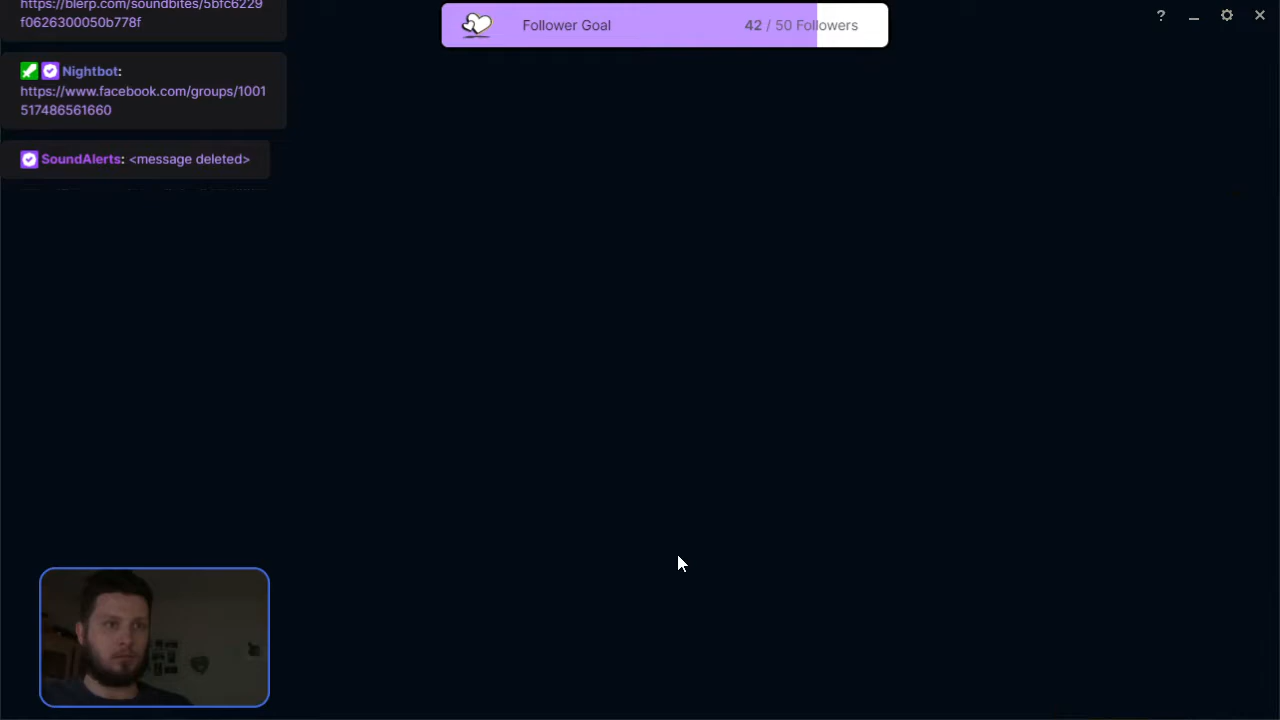 https://blerp.com/soundbites/5bfc6229
f0626300050b778f
Follower Goal
42 / 50 Followers
?
Nightbot:
https://www.facebook.com/groups/1001
517486561660
SoundAlerts: <message deleted>